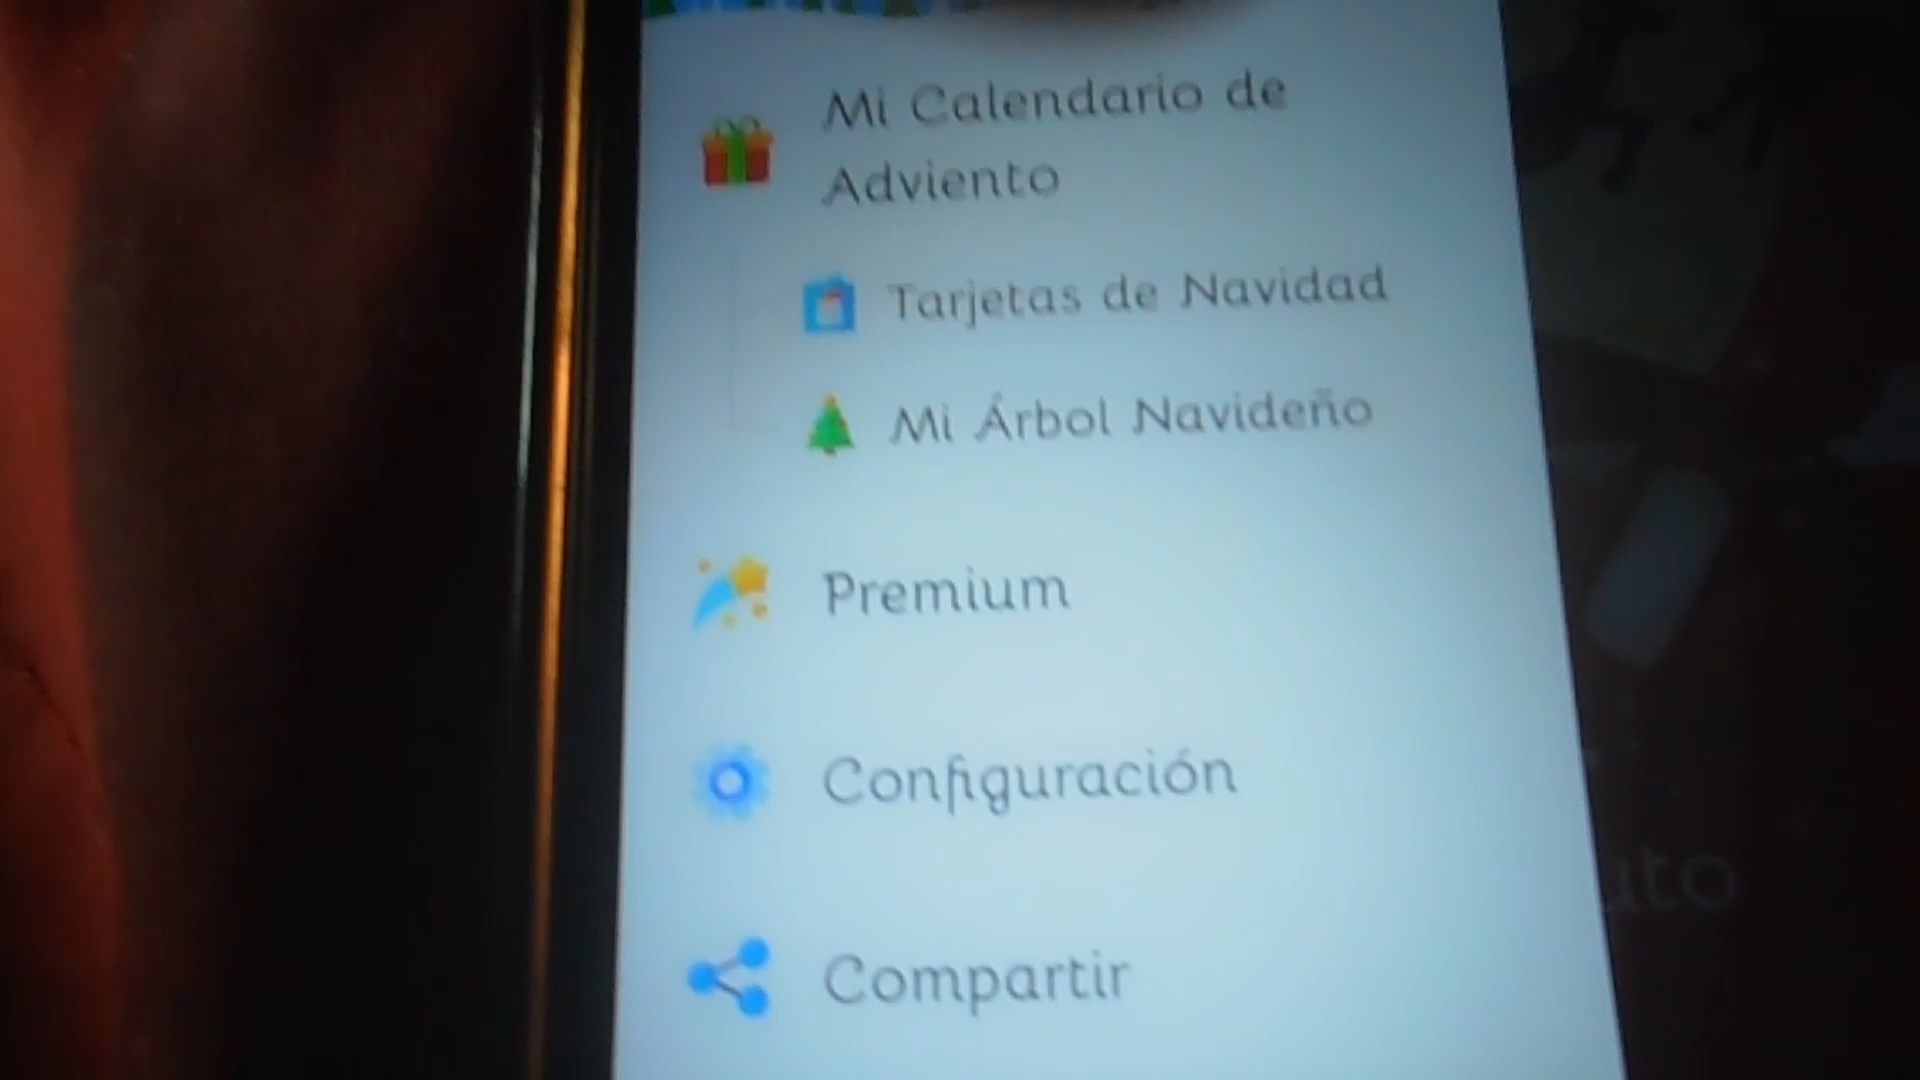 Mi Calendario de
Adviento
Tarjetas de Navidad
Mi Árbol Navideño
Premium
Configuración
Compartir